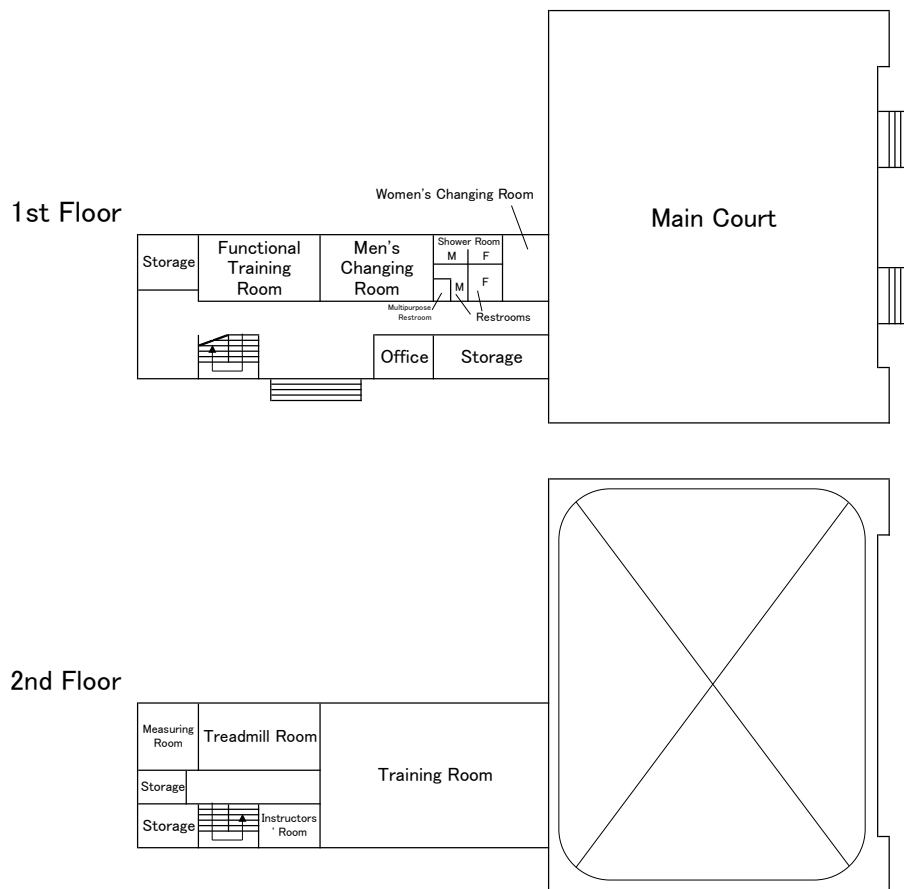 1st Floor
Main Court
Women's Changing Room
Storage
Functional
Training
Room
Men's
Changing
Room
Shower Room
M F
M F
Multipurpose
Restroom
Restrooms
Office
Storage
2nd Floor
Measuring
Room
Treadmill Room
Training Room
Storage
Storage
Instructors
' Room